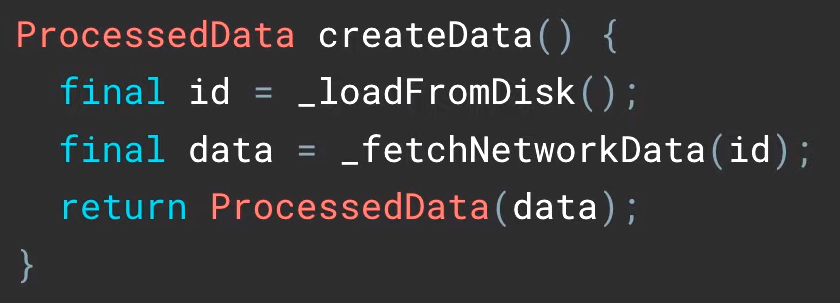 ProcessedData createData() {
  final id = _loadFromDisk();
  final data = _fetchNetworkData(id);
  return ProcessedData(data);
}